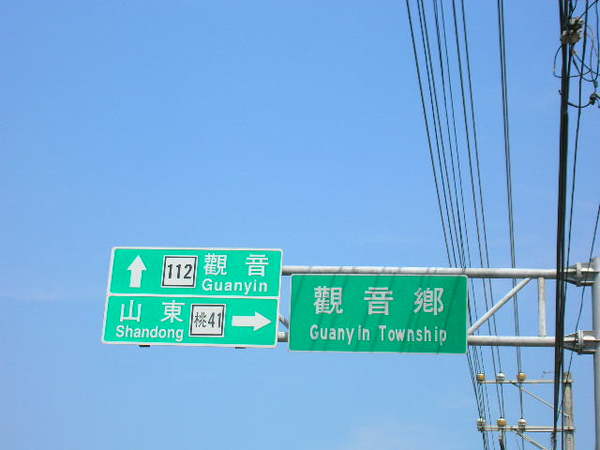 112 觀音
Guanyin
山東 桃41
Shandong
觀音鄉
Guanyin Township